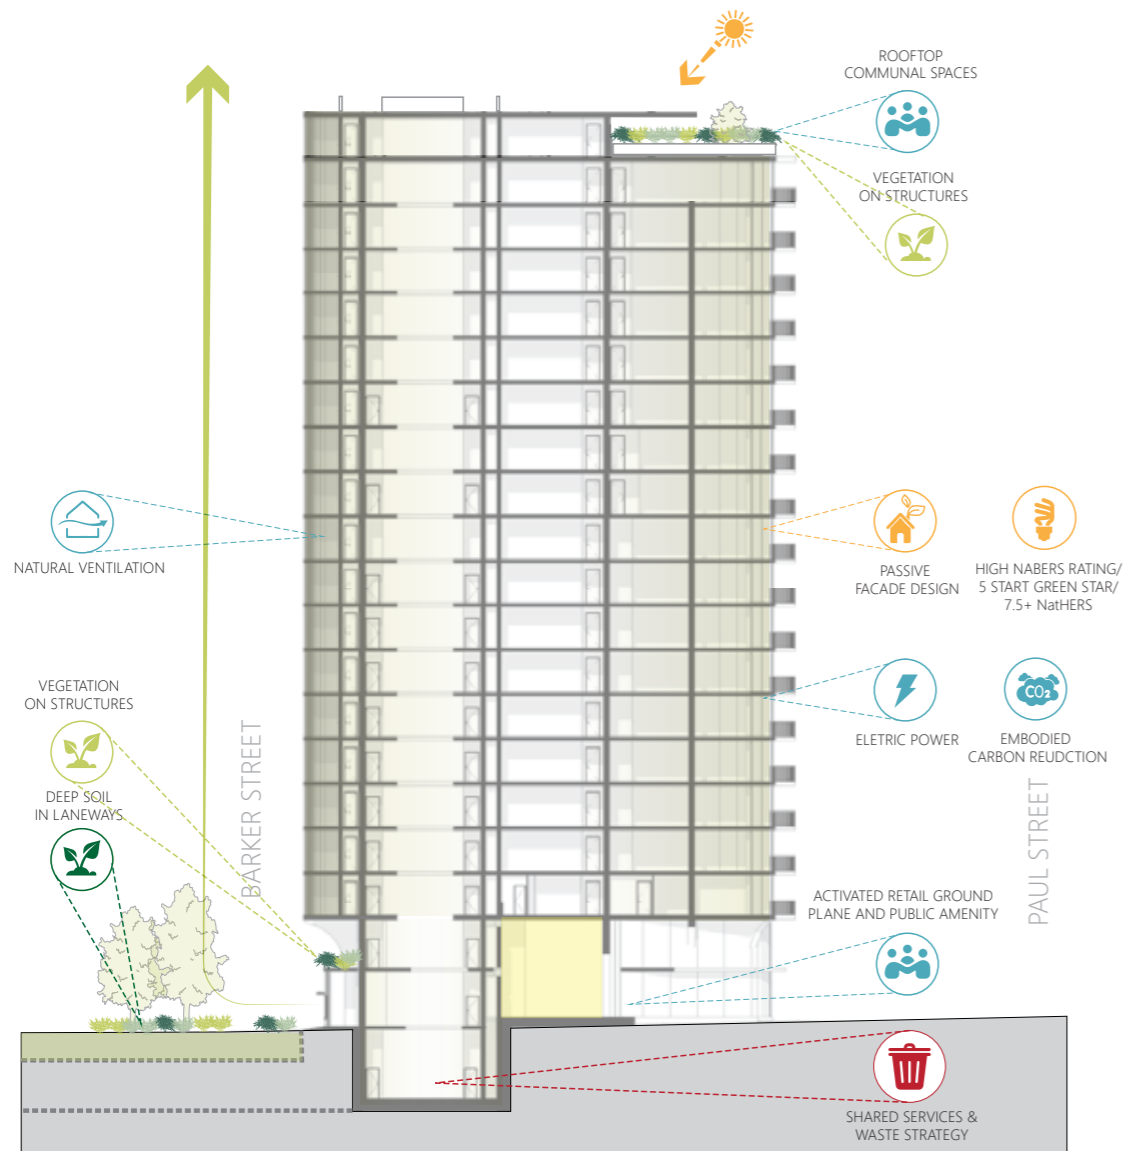 ROOFTOP
COMMUNAL SPACES
VEGETATION
ON STRUCTURES
NATURAL VENTILATION
PASSIVE
FACADE DESIGN
HIGH NABERS RATING/
5 START GREEN STAR/
7.5+ NatHERS
VEGETATION
ON STRUCTURES
ELETRIC POWER
CO2
EMBODIED
CARBON REUDCTION
DEEP SOIL
IN LANEWAYS
BARKER STREET
PAUL STREET
ACTIVATED RETAIL GROUND
PLANE AND PUBLIC AMENITY
SHARED SERVICES &
WASTE STRATEGY